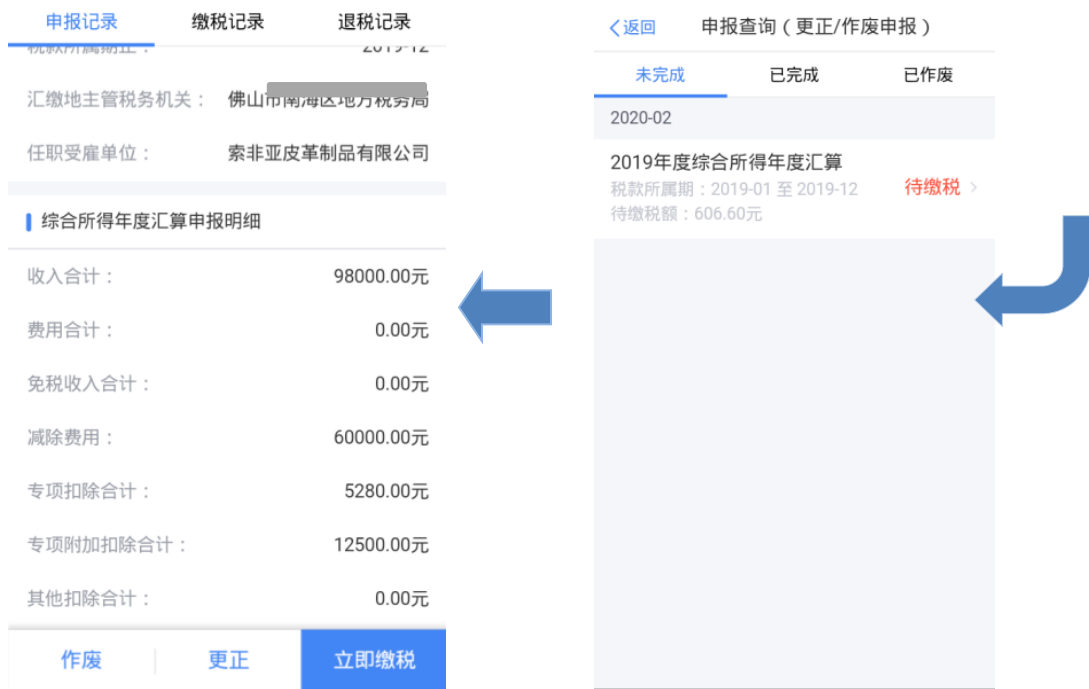 申报记录 缴税记录 退税记录
税款所属期止： 2019-12
汇缴地主管税务机关： 佛山市南海区地方税务局
任职受雇单位： 索非亚皮革制品有限公司
综合所得年度汇算申报明细
收入合计： 98000.00元
费用合计： 0.00元
免税收入合计： 0.00元
减除费用： 60000.00元
专项扣除合计： 5280.00元
专项附加扣除合计： 12500.00元
其他扣除合计： 0.00元
作废 更正 立即缴税
返回 申报查询（更正/作废申报）
未完成 已完成 已作废
2020-02
2019年度综合所得年度汇算
税款所属期：2019-01 至 2019-12 待缴税
待缴税额：606.60元